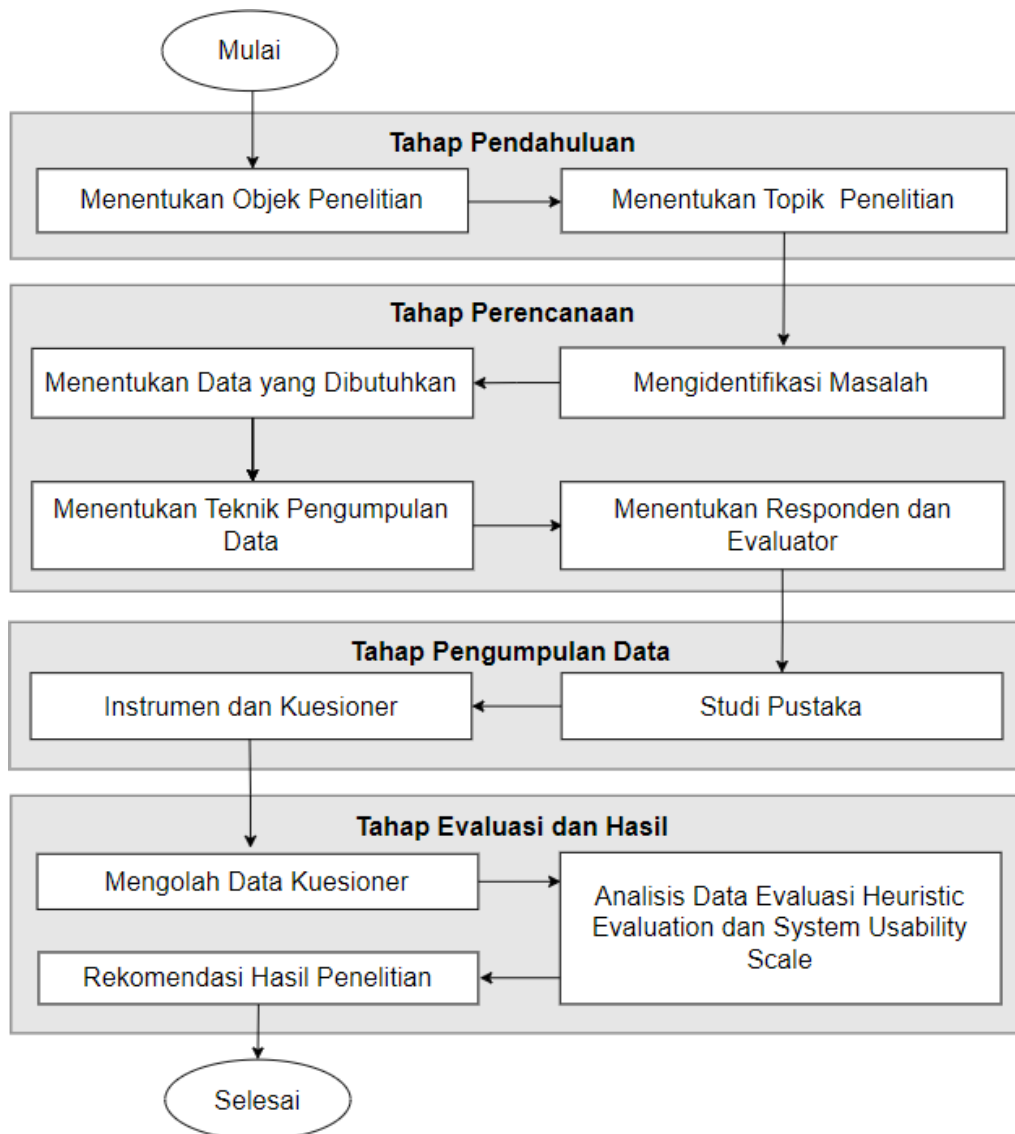 Mulai
Tahap Pendahuluan
Menentukan Objek Penelitian
Menentukan Topik Penelitian
Tahap Perencanaan
Menentukan Data yang Dibutuhkan
Mengidentifikasi Masalah
Menentukan Teknik Pengumpulan
Data
Menentukan Responden dan
Evaluator
Tahap Pengumpulan Data
Instrumen dan Kuesioner
Studi Pustaka
Tahap Evaluasi dan Hasil
Mengolah Data Kuesioner
Analisis Data Evaluasi Heuristic
Evaluation dan System Usability
Scale
Rekomendasi Hasil Penelitian
Selesai